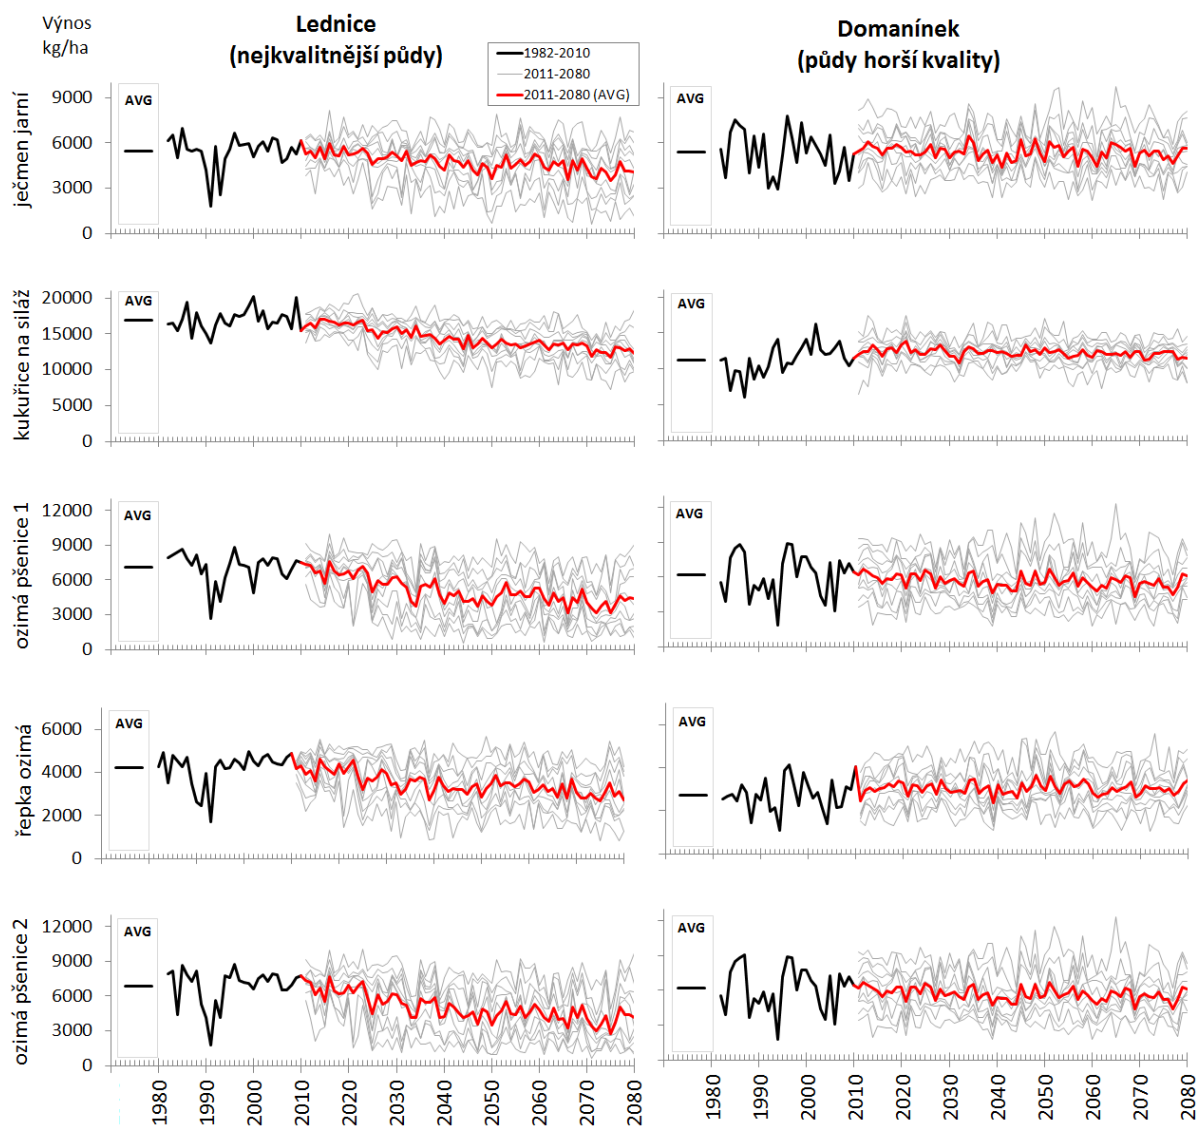 Výnos
kg/ha
Lednice
(nejkvalitnější půdy)
Domanínek
(půdy horší kvality)
1982-2010
2011-2080
2011-2080 (AVG)
ječmen jarní
9000
6000
3000
0
AVG
AVG
kukuřice na siláž
20000
15000
10000
5000
0
AVG
AVG
ozimá pšenice 1
12000
9000
6000
3000
0
AVG
AVG
řepka ozimá
6000
4000
2000
0
AVG
AVG
ozimá pšenice 2
12000
9000
6000
3000
0
AVG
AVG
1980 1990 2000 2010 2020 2030 2040 2050 2060 2070 2080
1980 1990 2000 2010 2020 2030 2040 2050 2060 2070 2080